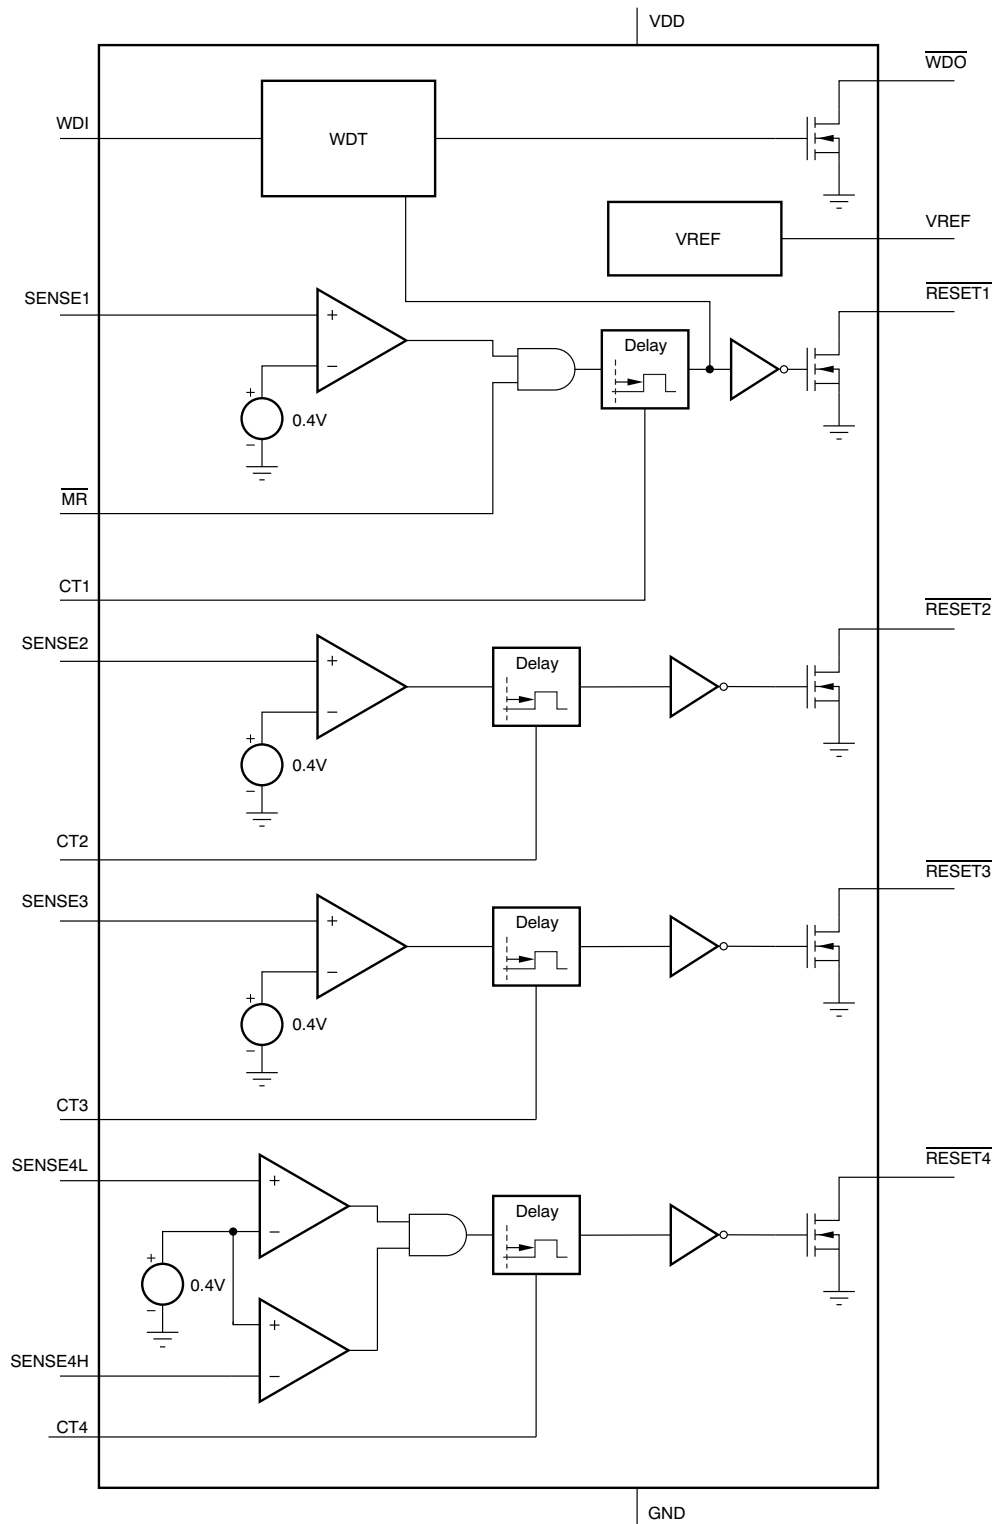 VDD
WDO
WDI
WDT
VREF
VREF
SENSE1
RESET1
+
Delay
−
+
0.4V
−
MR
CT1
RESET2
SENSE2
+
Delay
−
+
0.4V
−
CT2
RESET3
SENSE3
+
Delay
−
+
0.4V
−
CT3
RESET4
SENSE4L
+
Delay
−
+
0.4V
−
+
SENSE4H
−
CT4
GND